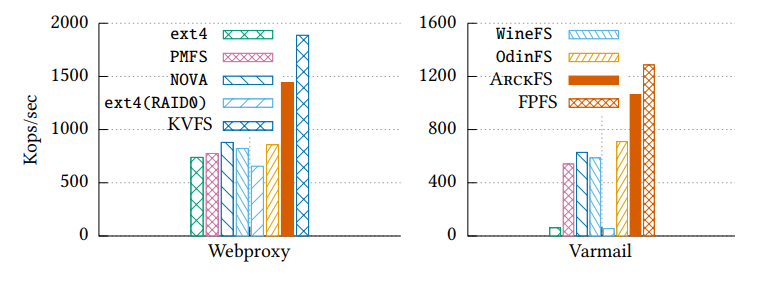 Kops/sec
2000
1500
1000
500
0
ext4
PMFS
NOVA
ext4(RAID0)
KVFS
Webproxy
1600
1200
800
400
0
WineFS
OdinFS
ArckFS
FPFS
Varmail